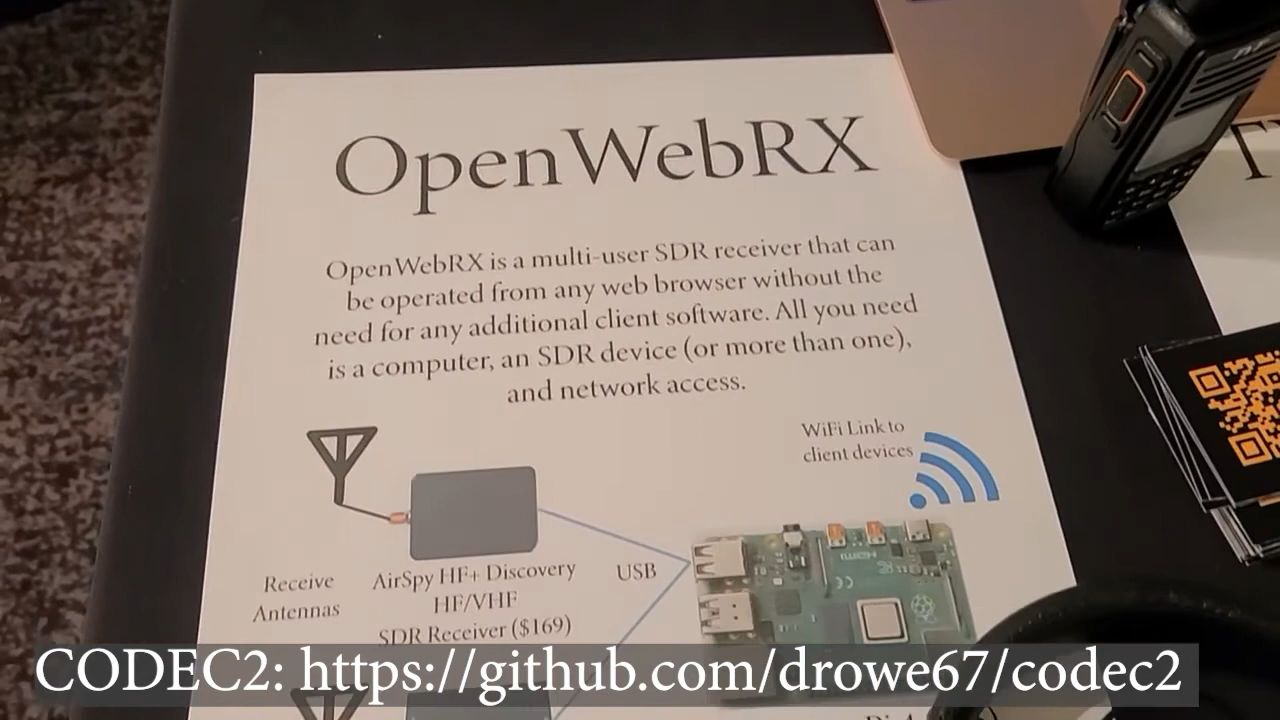 OpenWebRX
OpenWebRX is a multi-user SDR receiver that can
be operated from any web browser without the
need for any additional client software. All you need
is a computer, an SDR device (or more than one),
and network access.
WiFi Link to
client devices
Receive
Antennas
AirSpy HF+ Discovery
HF/VHF
SDR Receiver ($169)
USB
HDMI
CODEC2: https://github.com/drowe67/codec2